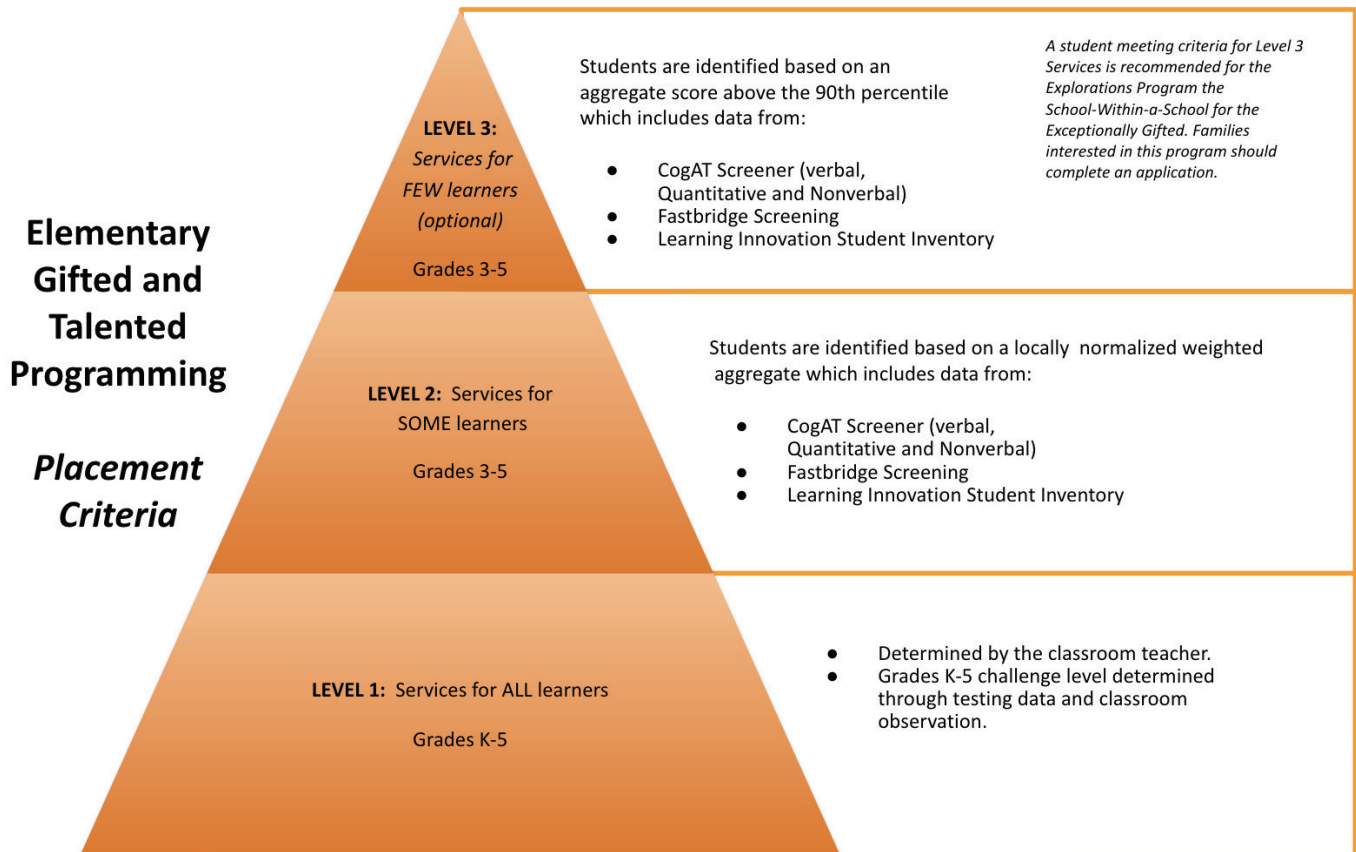 Elementary
Gifted and
Talented
Programming
Placement
Criteria
LEVEL 3:
Services for
FEW learners
(optional)
Grades 3-5
Students are identified based on an
aggregate score above the 90th percentile
which includes data from:
● CogAT Screener (verbal,
Quantitative and Nonverbal)
● Fastbridge Screening
● Learning Innovation Student Inventory
A student meeting criteria for Level 3
Services is recommended for the
Explorations Program the
School-Within-a-School for the
Exceptionally Gifted. Families
interested in this program should
complete an application.
LEVEL 2: Services for
SOME learners
Grades 3-5
Students are identified based on a locally normalized weighted
aggregate which includes data from:
● CogAT Screener (verbal,
Quantitative and Nonverbal)
● Fastbridge Screening
● Learning Innovation Student Inventory
LEVEL 1: Services for ALL learners
Grades K-5
● Determined by the classroom teacher.
● Grades K-5 challenge level determined
through testing data and classroom
observation.